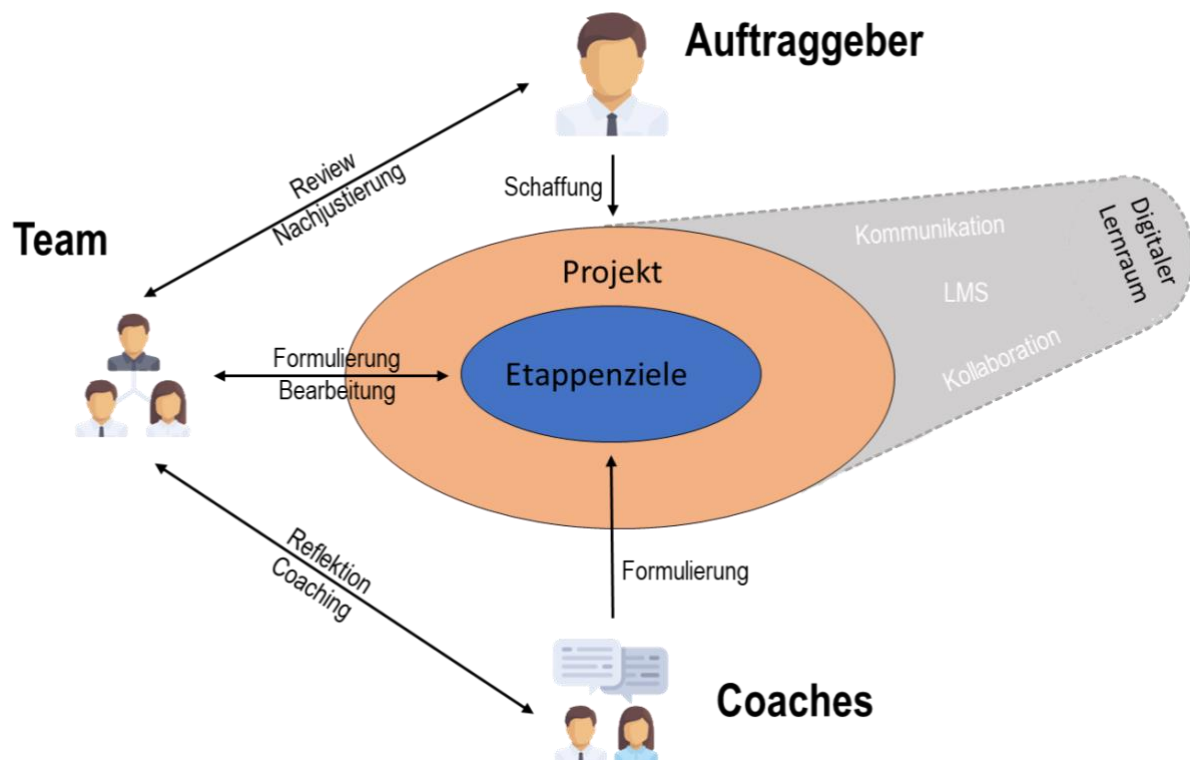 Auftraggeber
Review
Nachjustierung
Schaffung
Team
Projekt
Kommunikation
Digitaler
Lernraum
LMS
Kollaboration
Formulierung
Bearbeitung
Etappenziele
Reflektion
Coaching
Formulierung
Coaches